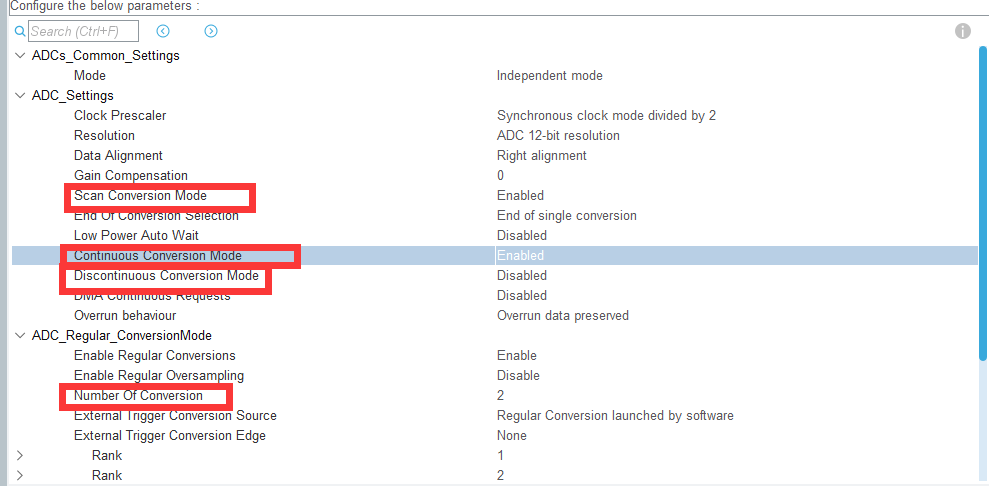 Configure the below parameters :
Search (Ctrl+F)
ADCs_Common_Settings
Mode Independent mode
ADC_Settings
Clock Prescaler Synchronous clock mode divided by 2
Resolution ADC 12-bit resolution
Data Alignment Right alignment
Gain Compensation 0
Scan Conversion Mode Enabled
End Of Conversion Selection End of single conversion
Low Power Auto Wait Disabled
Continuous Conversion Mode Enabled
Discontinuous Conversion Mode Disabled
DMA Continuous Requests Disabled
Overrun behaviour Overrun data preserved
ADC_Regular_ConversionMode
Enable Regular Conversions Enable
Enable Regular Oversampling Disable
Number Of Conversion 2
External Trigger Conversion Source Regular Conversion launched by software
External Trigger Conversion Edge None
Rank 1
Rank 2